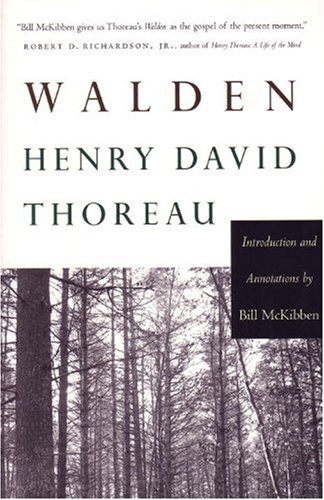 "Bill McKibben gives us Thoreau's Walden as the gospel of the present moment."
ROBERT D. RICHARDSON, JR., author of Henry Thoreau: A Life of the Mind
WALDEN
HENRY DAVID
THOREAU
Introduction and
Annotations by
Bill McKibben